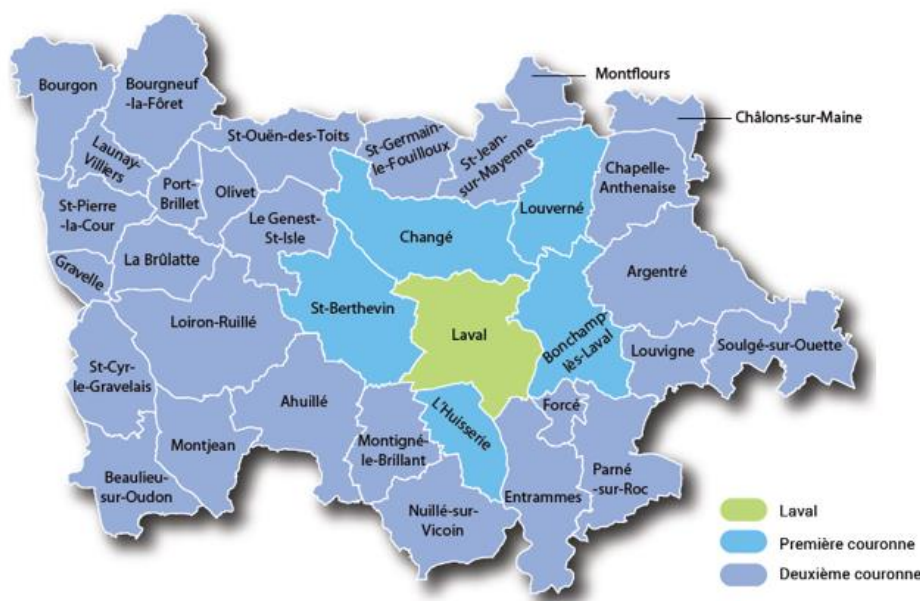 Montflours
Bourgon
Bourgneuf
-la-Fôret
Châlons-sur-Maine
St-Ouën-des-Toits
St-Germain-
le-Fouilloux
St-Jean-
sur-Mayenne
Launay-
Villiers
Chapelle-
Anthenaise
Port-
Brillet
Olivet
Louverné
St-Pierre
-la-Cour
Le Genest-
St-Isle
Changé
Gravelle
La Brûlatte
Argentré
St-Berthevin
Loiron-Ruillé
Laval
Bonchamp-
lès-Laval
Louvigne
Soulgé-sur-Ouette
St-Cyr-
le-Gravelais
Ahuillé
L'Huisserie
Forcé
Montjean
Montigné-
le-Brillant
Beaulieu-
sur-Oudon
Parné
-sur-Roc
Entrammes
Nuillé-sur-
Vicoin
Laval
Première couronne
Deuxième couronne